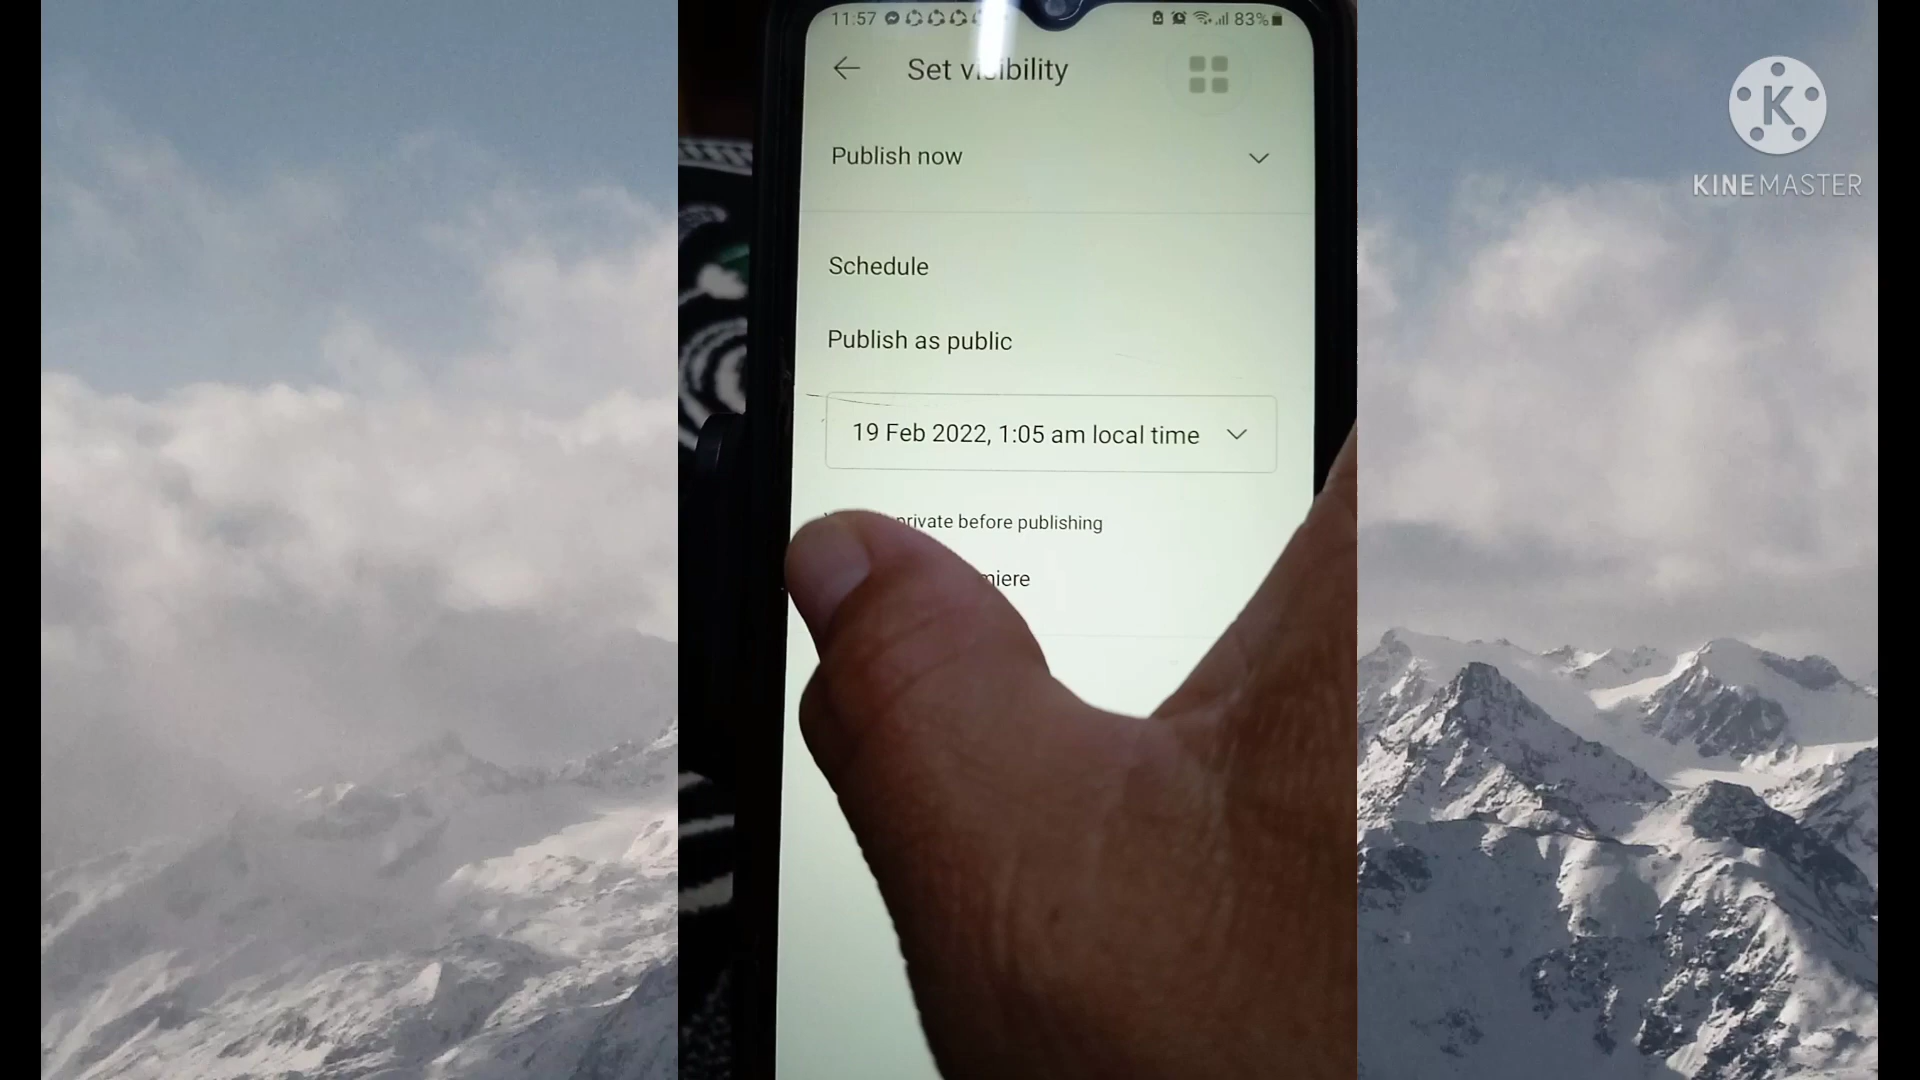 11:57
83%
Set visibility
Publish now
Schedule
Publish as public
19 Feb 2022, 1:05 am local time
private before publishing
K
KINEMASTER